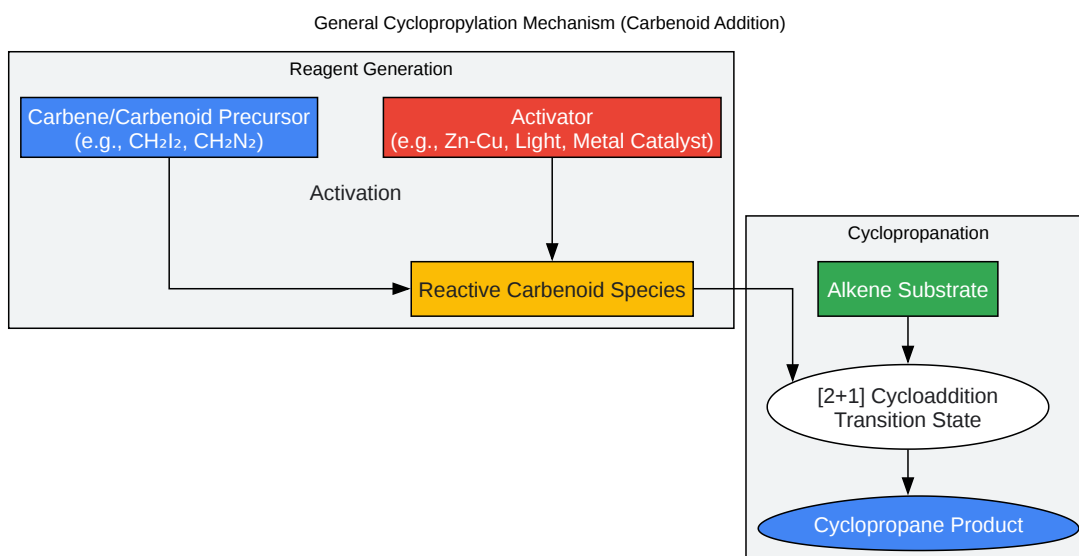 General Cyclopropylation Mechanism (Carbenoid Addition)
Reagent Generation
Carbene/Carbenoid Precursor
(e.g., CH₂I₂, CH₂N₂)
Activator
(e.g., Zn-Cu, Light, Metal Catalyst)
Activation
Reactive Carbenoid Species
Cyclopropanation
Alkene Substrate
[2+1] Cycloaddition
Transition State
Cyclopropane Product